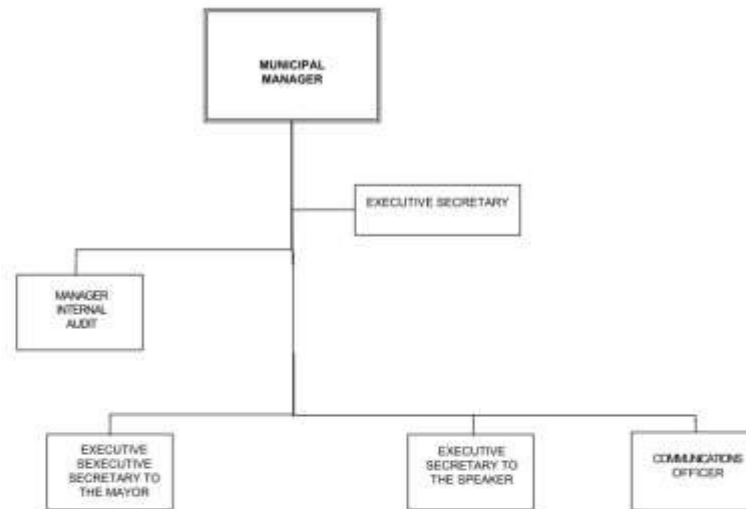 MUNICIPAL
MANAGER
EXECUTIVE SECRETARY
MANAGER
INTERNAL
AUDIT
EXECUTIVE
SEXECUTIVE
SECRETARY TO
THE MAYOR
EXECUTIVE
SECRETARY TO
THE SPEAKER
COMMUNICATIONS
OFFICER